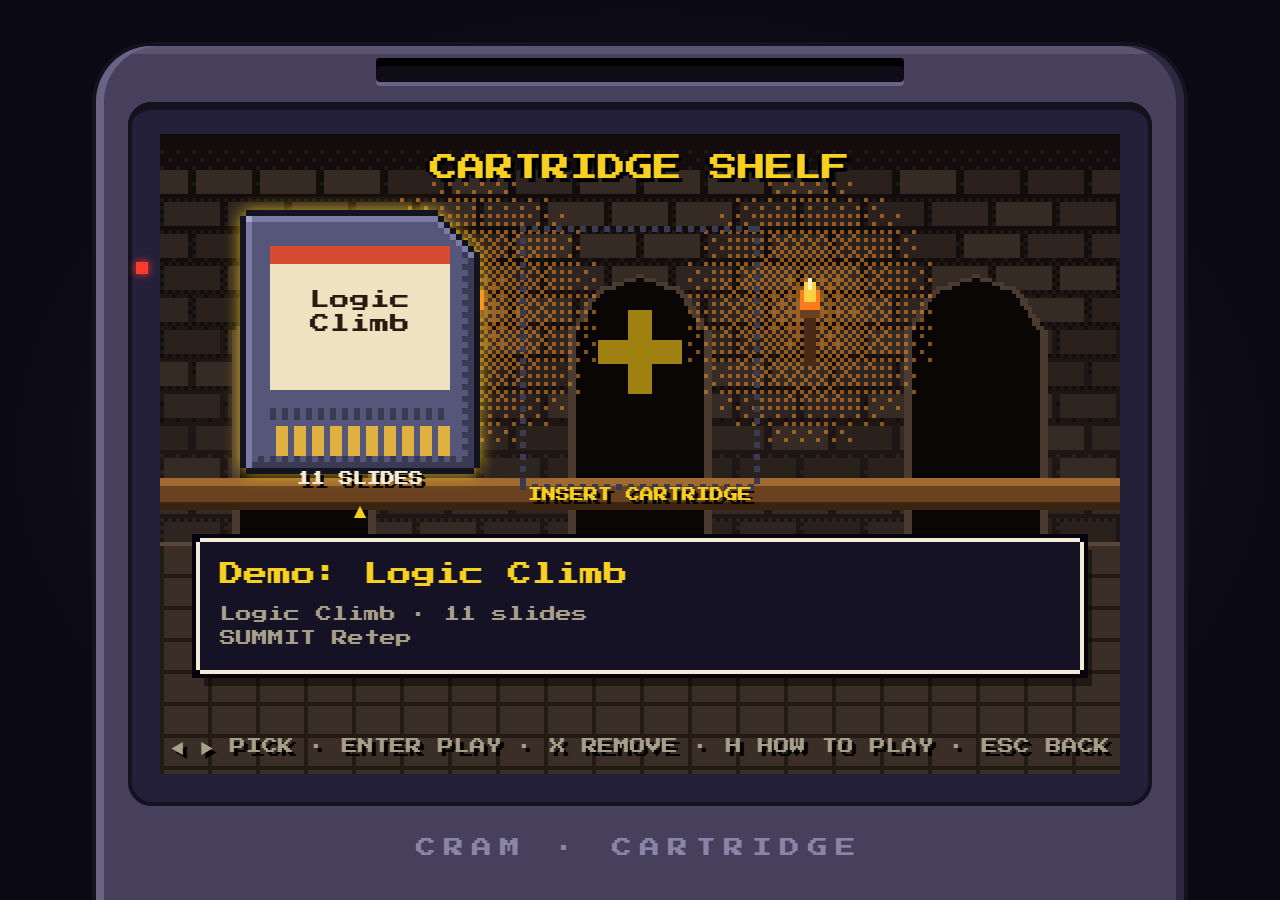 CARTRIDGE SHELF
Logic
Climb
11 SLIDES
INSERT CARTRIDGE
Demo: Logic Climb
Logic Climb · 11 slides
SUMMIT Retep
◀ ▶ PICK · ENTER PLAY · X REMOVE · H HOW TO PLAY · ESC BACK
CRAM · CARTRIDGE